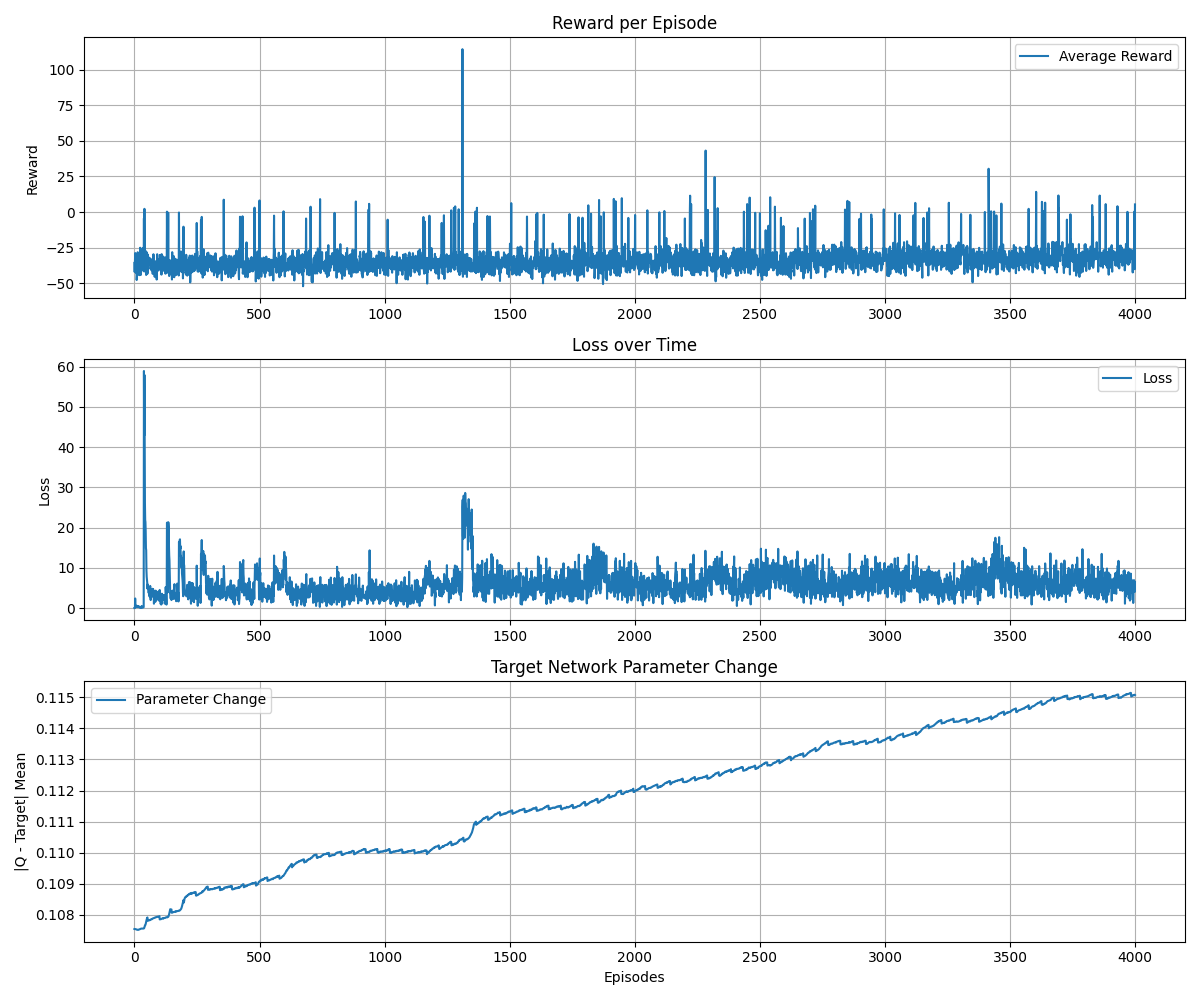 Reward per Episode
Average Reward
Reward
100
75
50
25
0
−25
−50
0 500 1000 1500 2000 2500 3000 3500 4000
Loss over Time
Loss
Loss
60
50
40
30
20
10
0
0 500 1000 1500 2000 2500 3000 3500 4000
Target Network Parameter Change
Parameter Change
|Q - Target| Mean
0.115
0.114
0.113
0.112
0.111
0.110
0.109
0.108
0 500 1000 1500 2000 2500 3000 3500 4000
Episodes